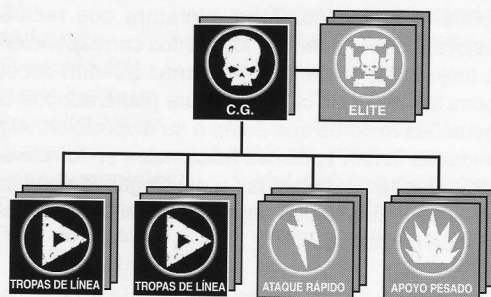 C.G.
ELITE
TROPAS DE LÍNEA
TROPAS DE LÍNEA
ATAQUE RÁPIDO
APOYO PESADO